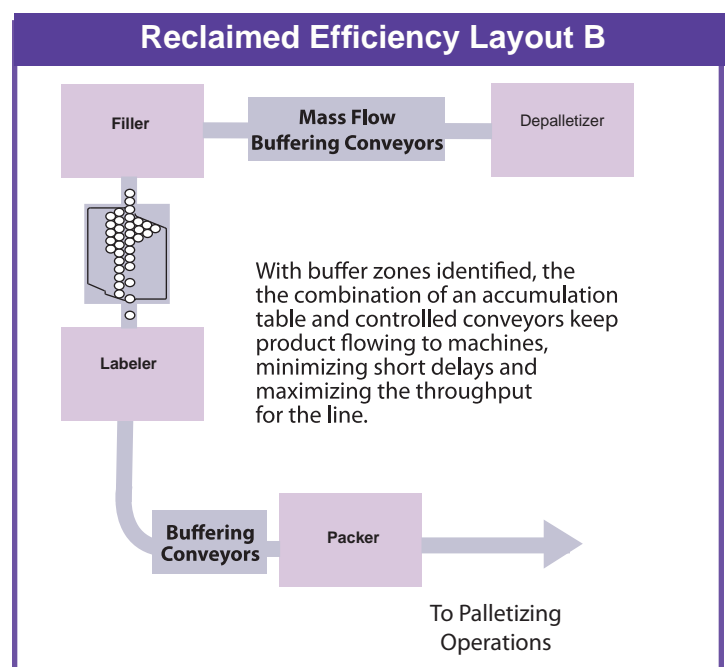 Reclaimed Efficiency Layout B
Filler
Mass Flow
Buffering Conveyors
Depalletizer
With buffer zones identified, the
the combination of an accumulation
table and controlled conveyors keep
product flowing to machines,
minimizing short delays and
maximizing the throughput
for the line.
Labeler
Buffering
Conveyors
Packer
To Palletizing
Operations